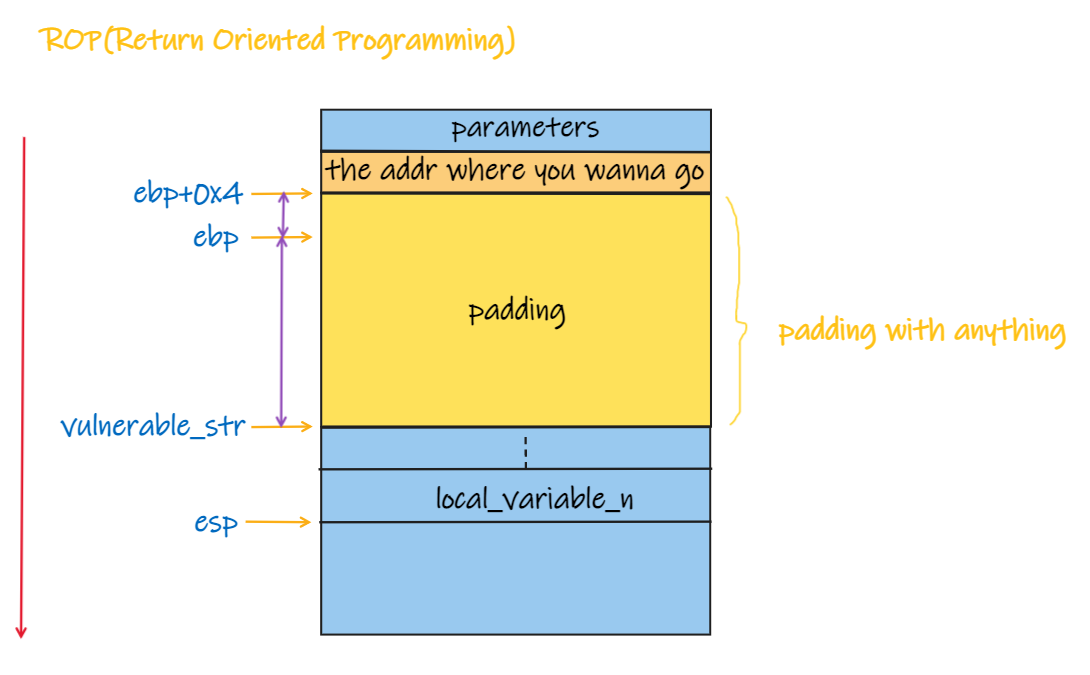 ROP(Return Oriented Programming)
parameters
the addr where you wanna go
ebp+0x4
ebp
padding
padding with anything
vulnerable_str
local_variable_n
esp